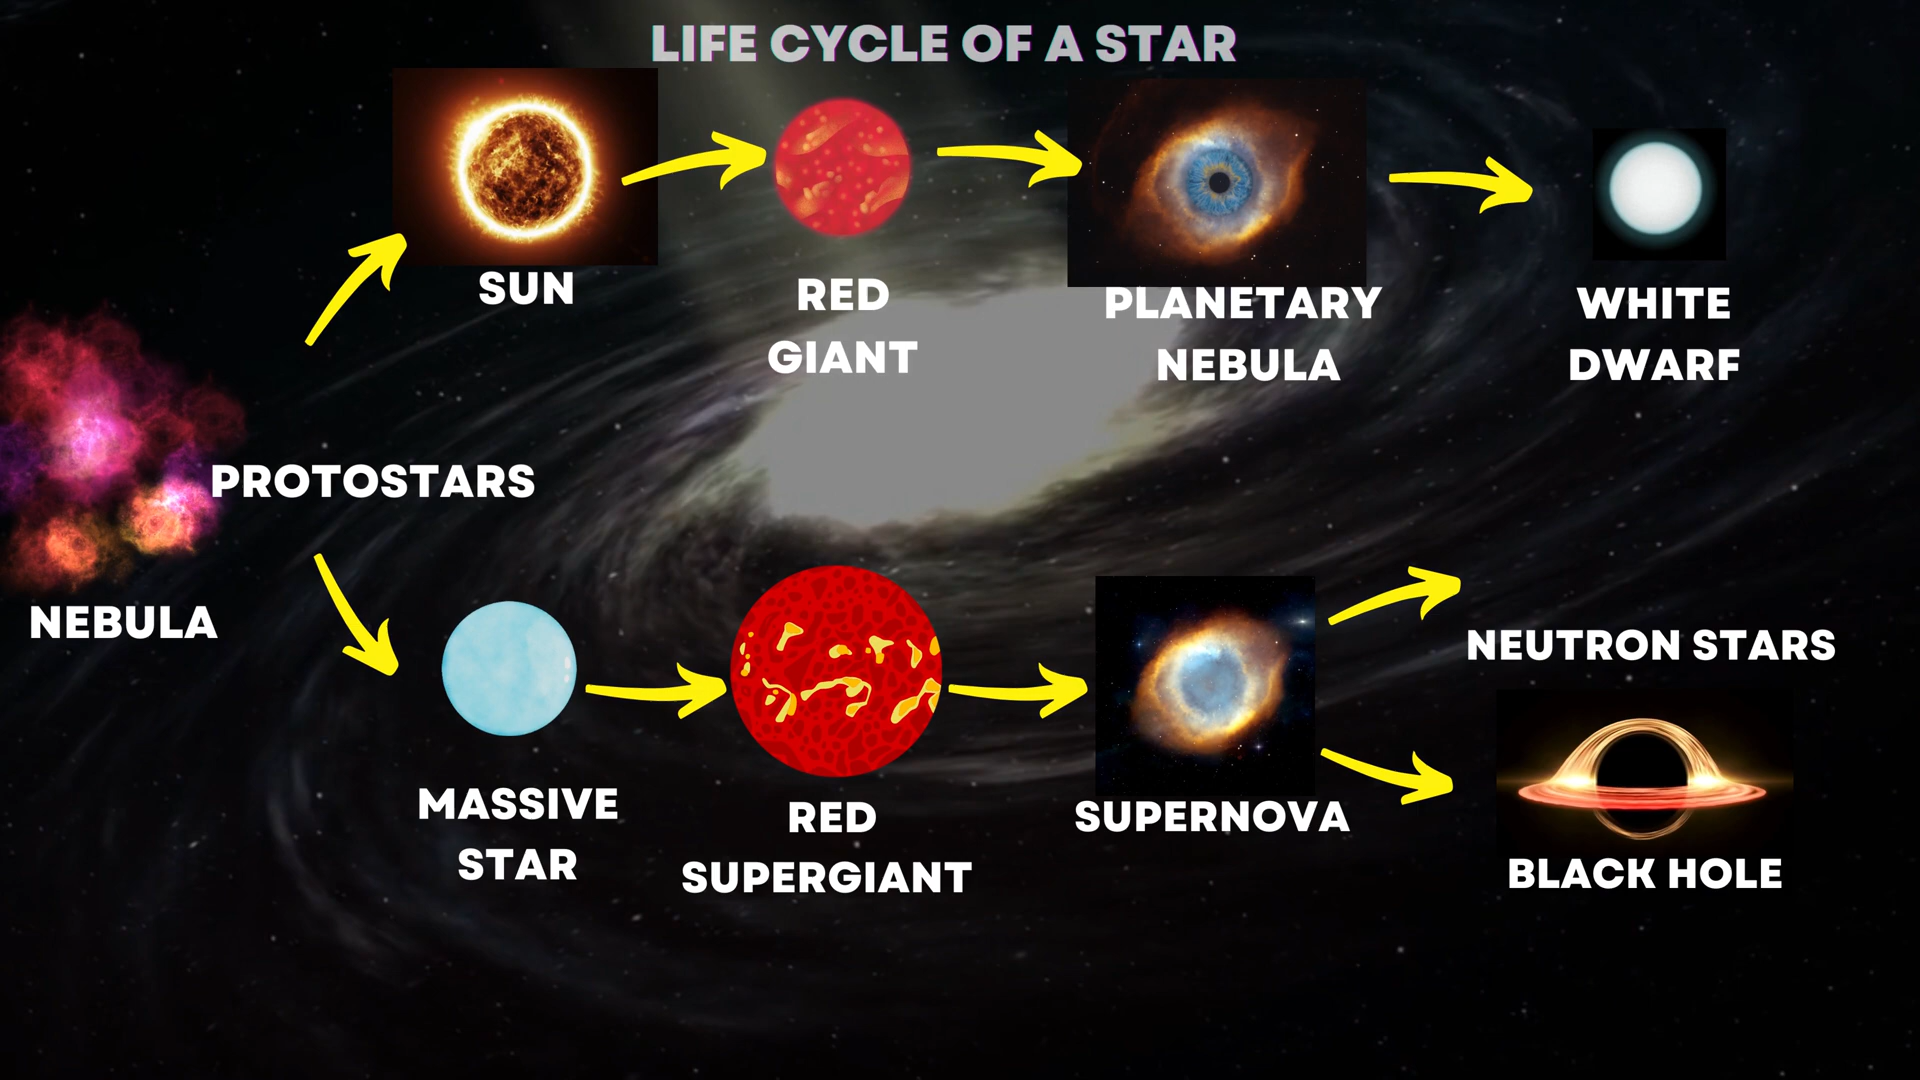 LIFE CYCLE OF A STAR
SUN
RED
GIANT
PLANETARY
NEBULA
WHITE
DWARF
PROTOSTARS
NEBULA
MASSIVE
STAR
RED
SUPERGIANT
SUPERNOVA
NEUTRON STARS
BLACK HOLE